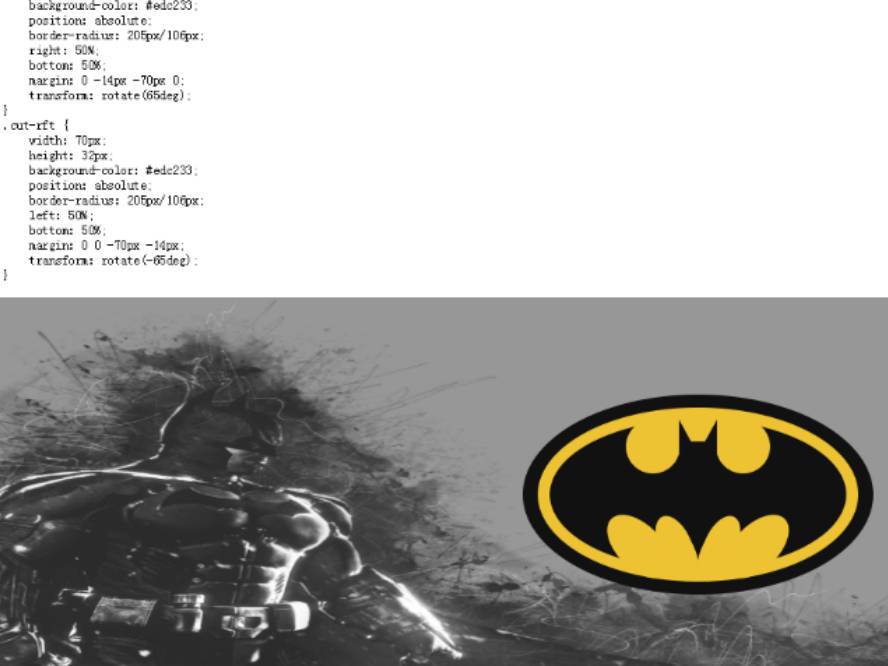 background-color: #edc233;
position: absolute;
border-radius: 205px/106px;
right: 50%;
bottom: 50%;
margin: 0 -14px -70px 0;
transform: rotate(65deg);
}
.cut-rft {
width: 70px;
height: 32px;
background-color: #edc233;
position: absolute;
border-radius: 205px/106px;
left: 50%;
bottom: 50%;
margin: 0 0 -70px -14px;
transform: rotate(-65deg);
}